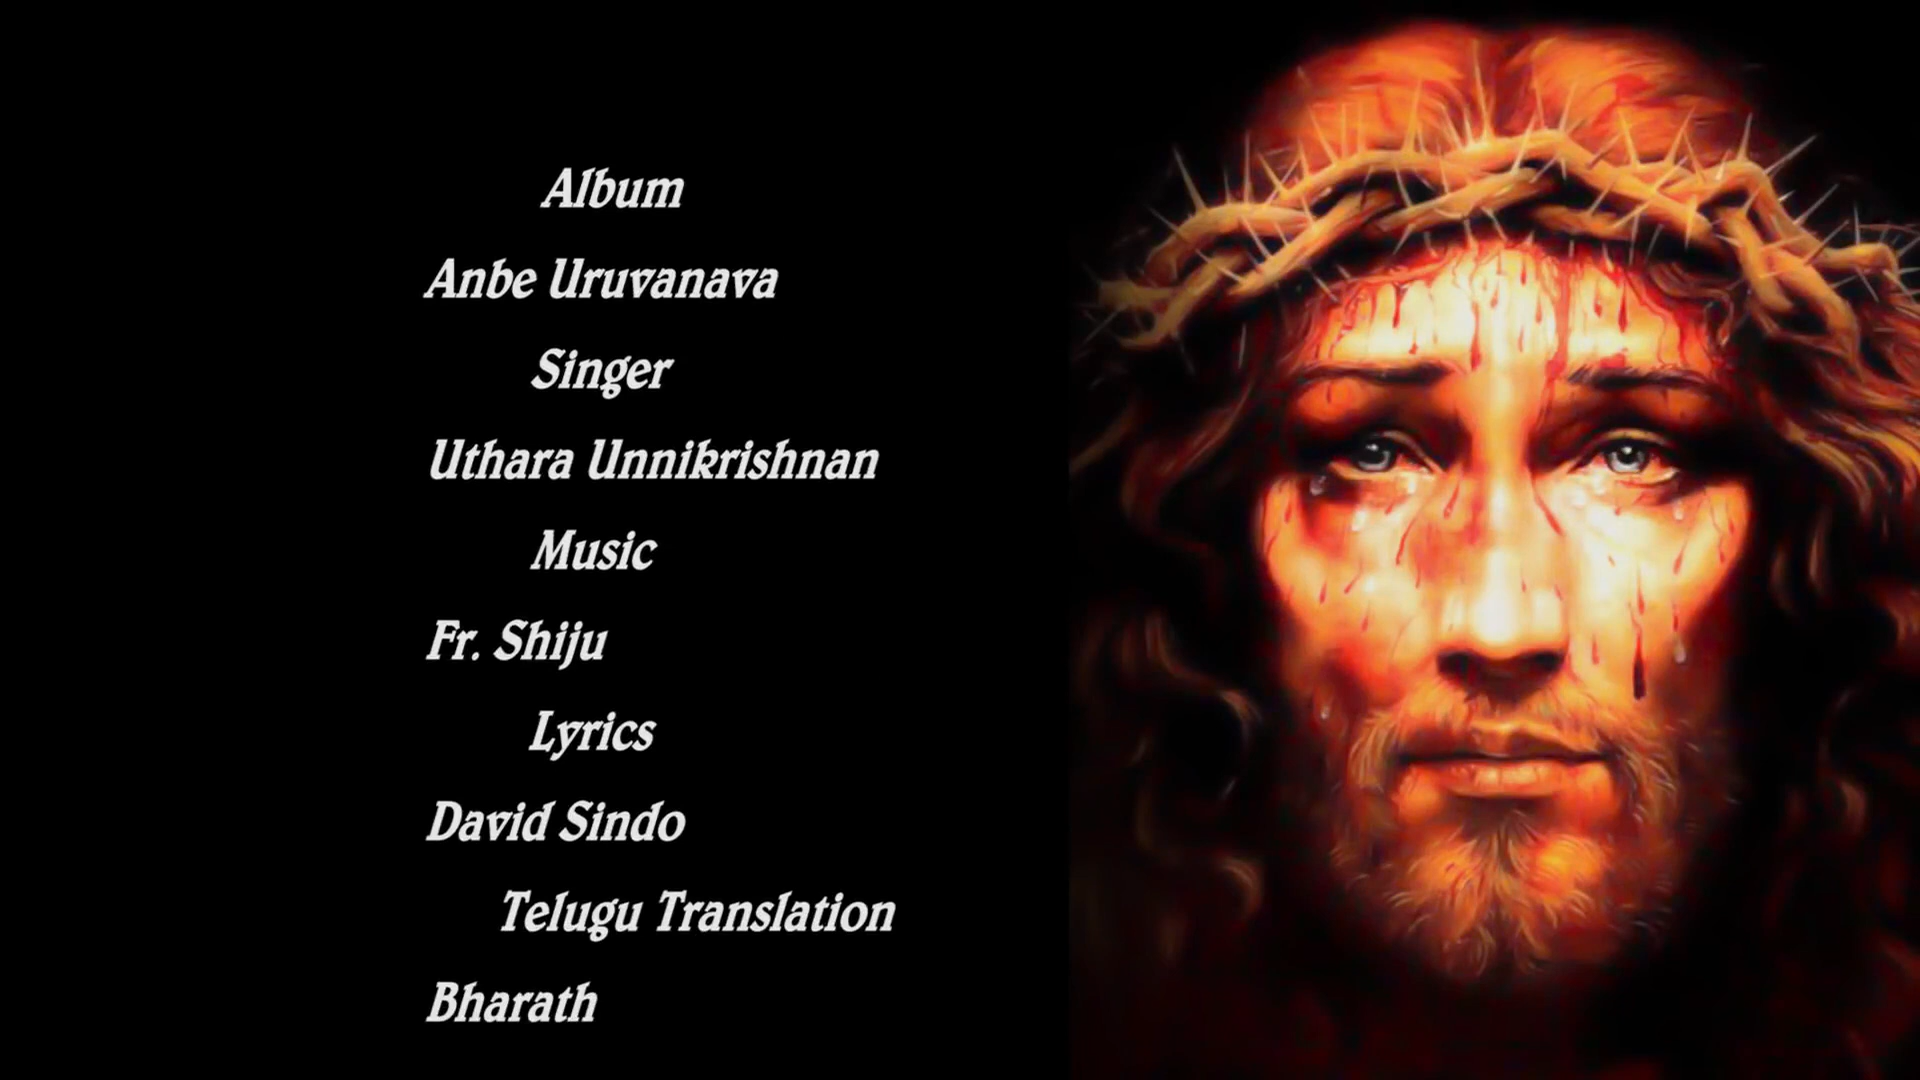 Album
Anbe Uruvanava
Singer
Uthara Unnikrishnan
Music
Fr. Shiju
Lyrics
David Sindo
Telugu Translation
Bharath